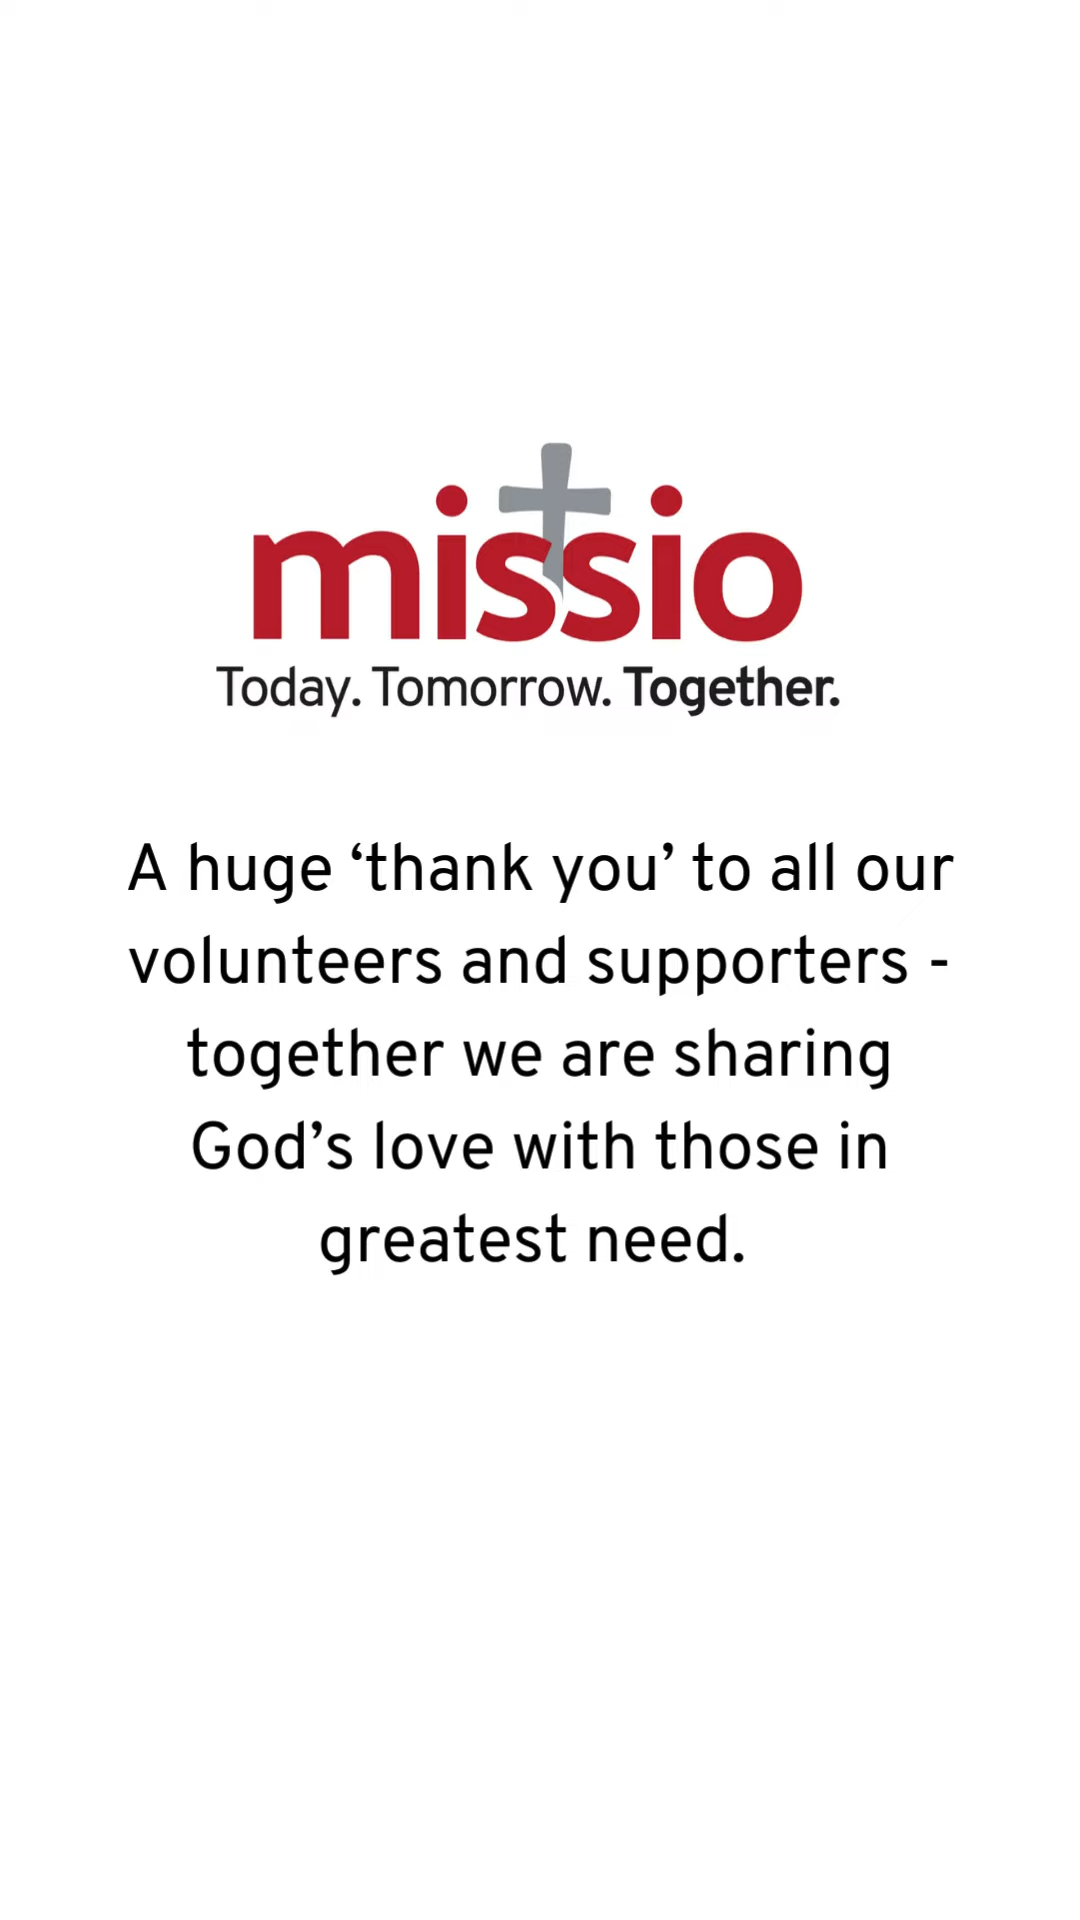 missio
Today. Tomorrow. Together.
A huge ‘thank you’ to all our
volunteers and supporters -
together we are sharing
God’s love with those in
greatest need.